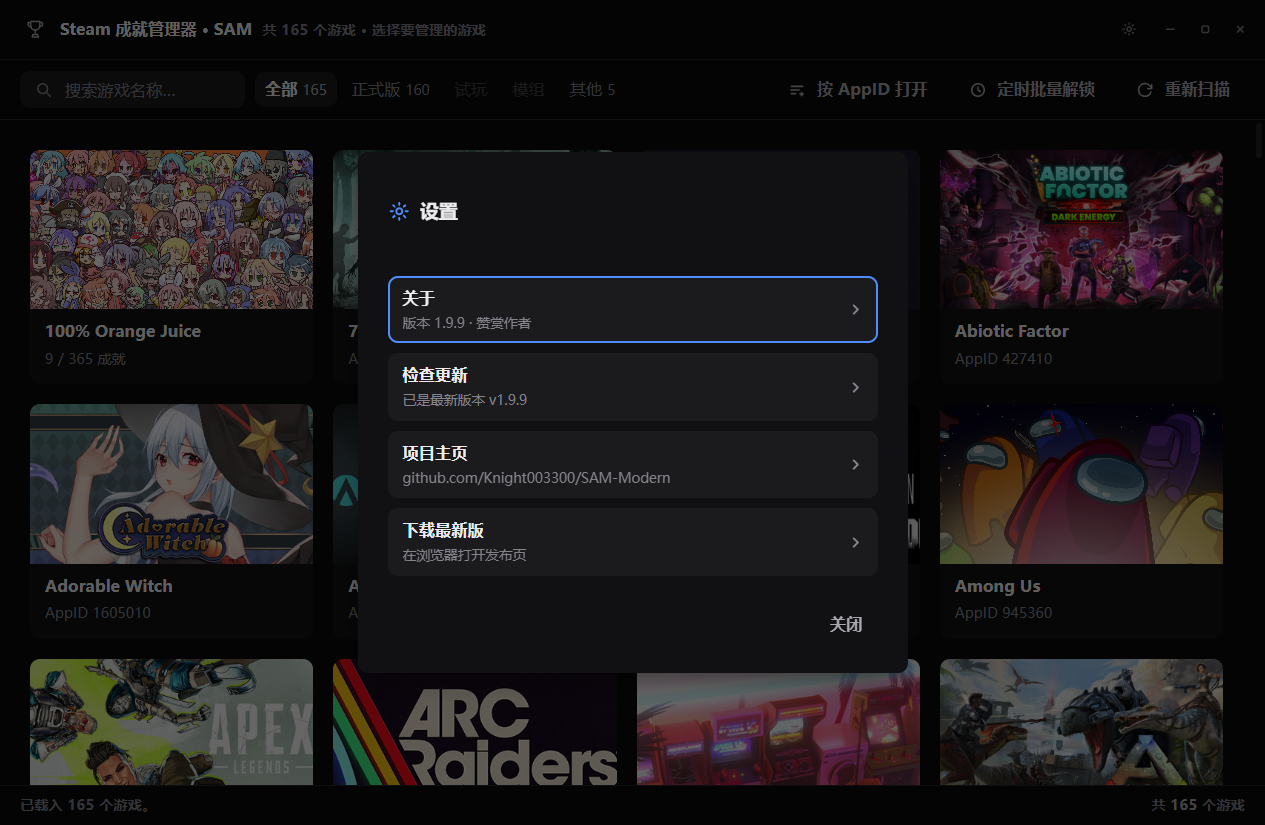 Steam 成就管理器 • SAM 共 165 个游戏 • 选择要管理的游戏
搜索游戏名称... 全部 165 正式版 160 试玩 模组 其他 5 按 AppID 打开 定时批量解锁 重新扫描
设置
关于
版本 1.9.9 · 赞赏作者
检查更新
已是最新版本 v1.9.9
项目主页
github.com/Knight003300/SAM-Modern
下载最新版
在浏览器打开发布页
关闭
100% Orange Juice
9 / 365 成就
7
A
ABIOTIC
FACTOR
DARK ENERGY
Abiotic Factor
AppID 427410
Adorable
Witch
Adorable Witch
AppID 1605010
A
A
Among Us
AppID 945360
APEX
LEGENDS
ARC
Raiders
已载入 165 个游戏。
共 165 个游戏